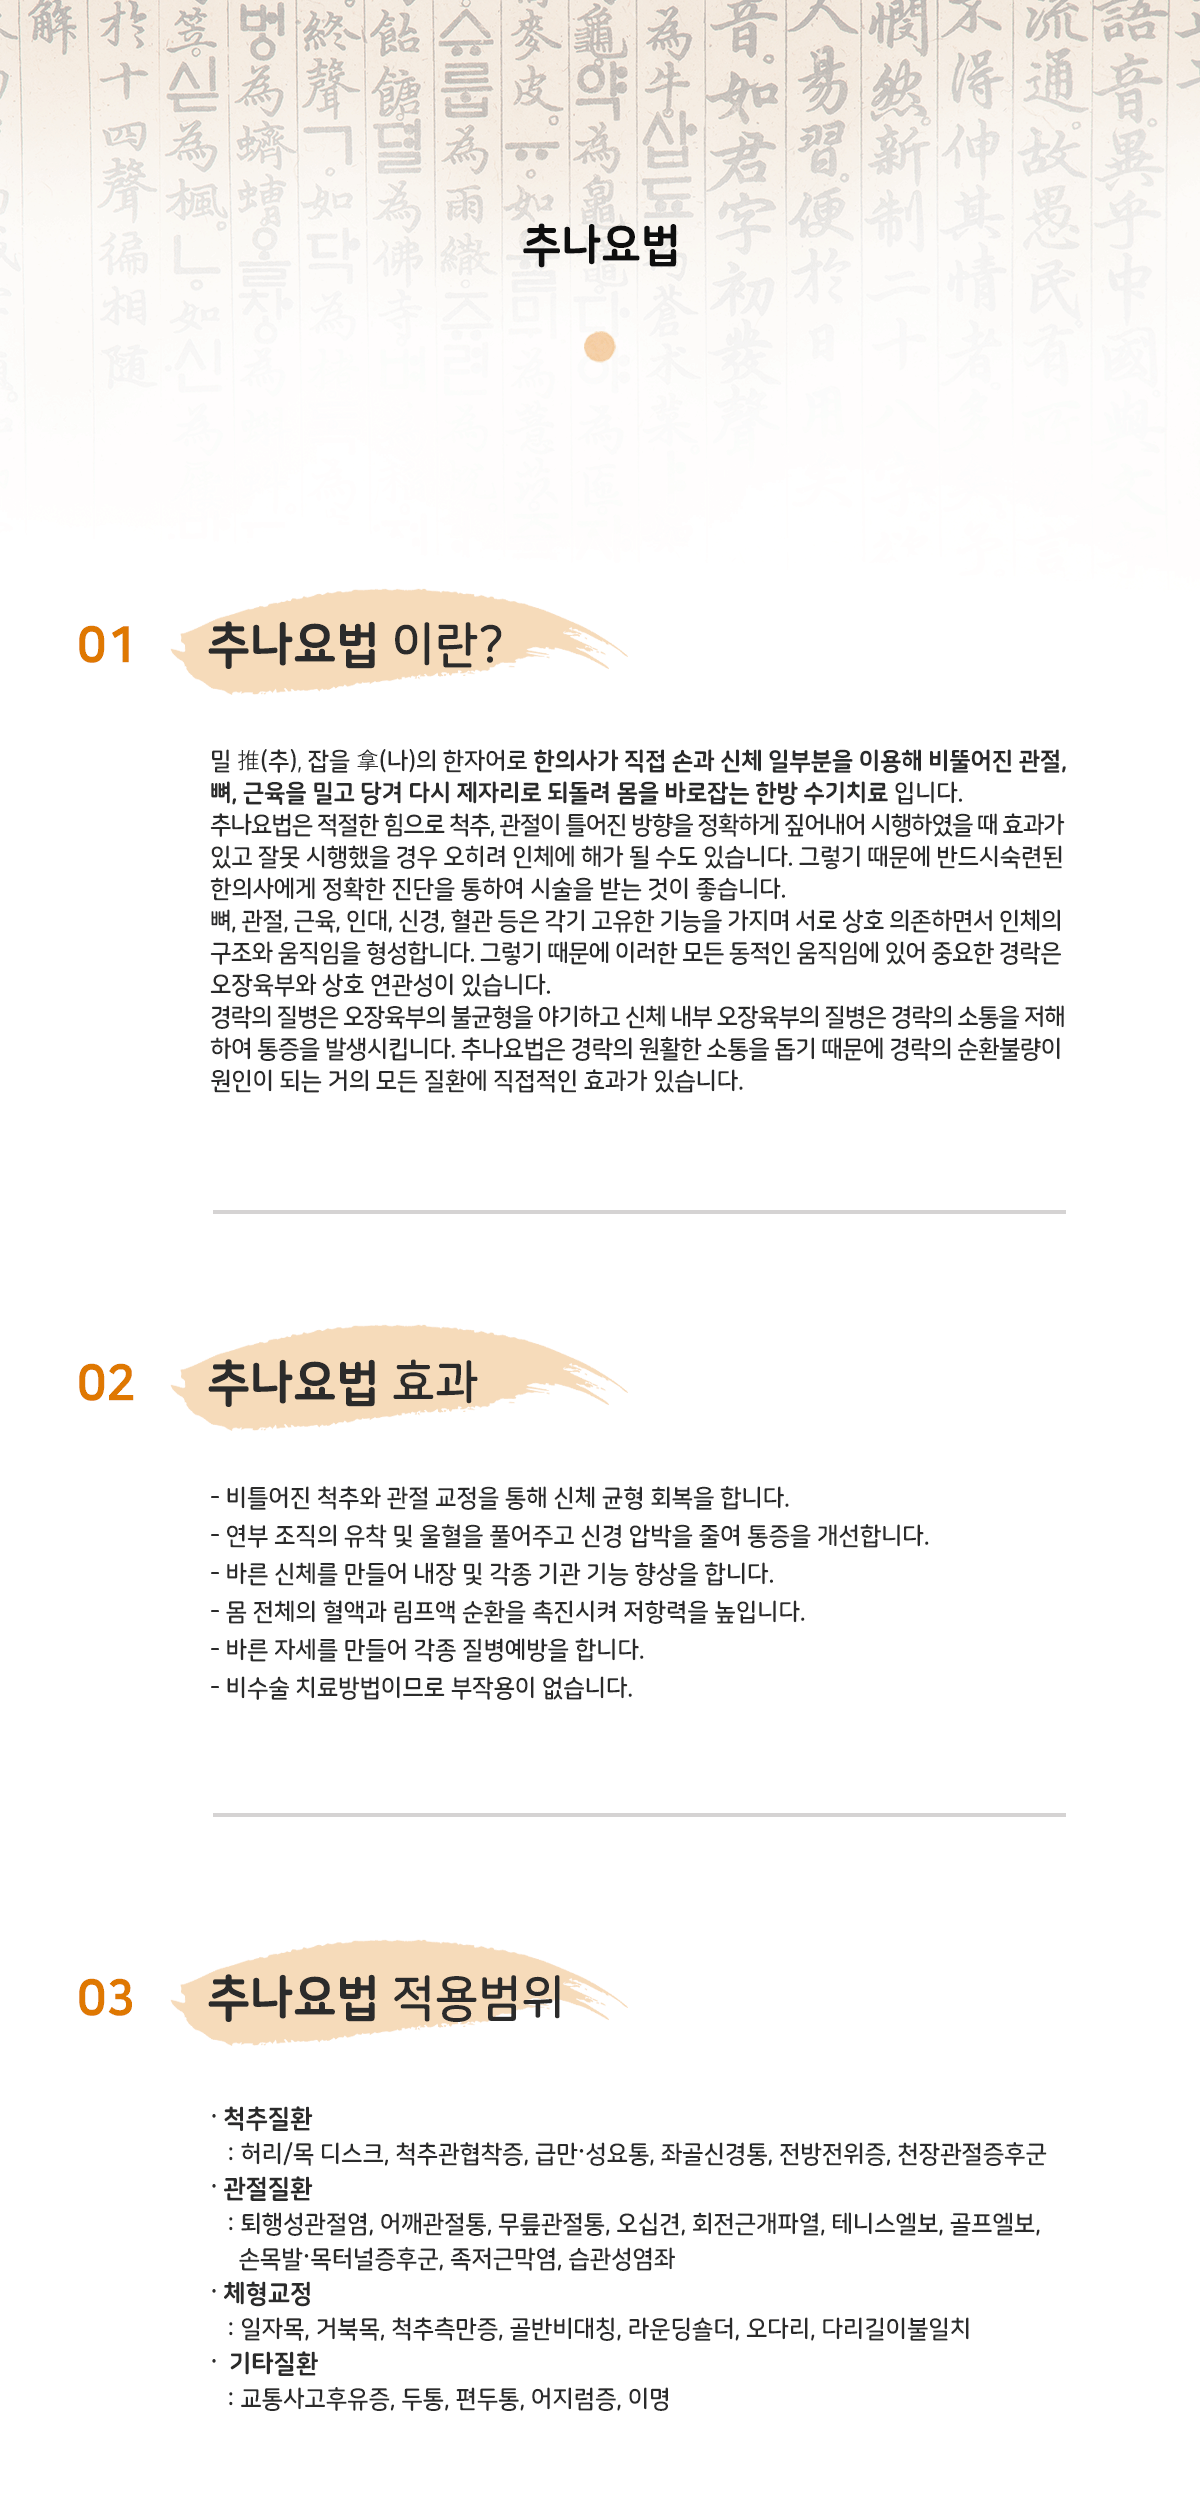 解
於十四聲徧相隨
추나요법
01
추나요법 이란?
밀 推(추), 잡을 拿(나)의 한자어로 한의사가 직접 손과 신체 일부분을 이용해 비뚤어진 관절,
뼈, 근육을 밀고 당겨 다시 제자리로 되돌려 몸을 바로잡는 한방 수기치료 입니다.
추나요법은 적절한 힘으로 척추, 관절이 틀어진 방향을 정확하게 짚어내어 시행하였을 때 효과가
있고 잘못 시행했을 경우 오히려 인체에 해가 될 수도 있습니다. 그렇기 때문에 반드시숙련된
한의사에게 정확한 진단을 통하여 시술을 받는 것이 좋습니다.
뼈, 관절, 근육, 인대, 신경, 혈관 등은 각기 고유한 기능을 가지며 서로 상호 의존하면서 인체의
구조와 움직임을 형성합니다. 그렇기 때문에 이러한 모든 동적인 움직임에 있어 중요한 경락은
오장육부와 상호 연관성이 있습니다.
경락의 질병은 오장육부의 불균형을 야기하고 신체 내부 오장육부의 질병은 경락의 소통을 저해
하여 통증을 발생시킵니다. 추나요법은 경락의 원활한 소통을 돕기 때문에 경락의 순환불량이
원인이 되는 거의 모든 질환에 직접적인 효과가 있습니다.
02
추나요법 효과
- 비틀어진 척추와 관절 교정을 통해 신체 균형 회복을 합니다.
- 연부 조직의 유착 및 울혈을 풀어주고 신경 압박을 줄여 통증을 개선합니다.
- 바른 신체를 만들어 내장 및 각종 기관 기능 향상을 합니다.
- 몸 전체의 혈액과 림프액 순환을 촉진시켜 저항력을 높입니다.
- 바른 자세를 만들어 각종 질병예방을 합니다.
- 비수술 치료방법이므로 부작용이 없습니다.
03
추나요법 적용범위
· 척추질환
: 허리/목 디스크, 척추관협착증, 급만·성요통, 좌골신경통, 전방전위증, 천장관절증후군
· 관절질환
: 퇴행성관절염, 어깨관절통, 무릎관절통, 오십견, 회전근개파열, 테니스엘보, 골프엘보,
손목발·목터널증후군, 족저근막염, 습관성염좌
· 체형교정
: 일자목, 거북목, 척추측만증, 골반비대칭, 라운딩숄더, 오다리, 다리길이불일치
· 기타질환
: 교통사고후유증, 두통, 편두통, 어지럼증, 이명